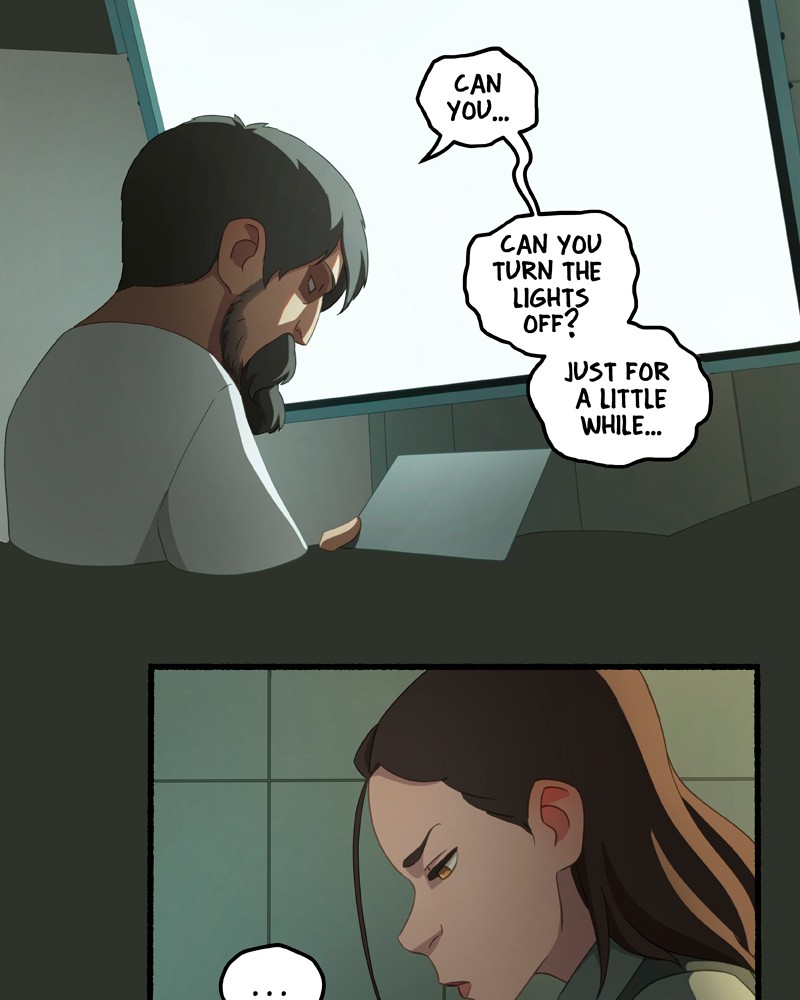 CAN
YOU...
CAN YOU
TURN THE
LIGHTS
OFF?
JUST FOR
A LITTLE
WHILE...
...